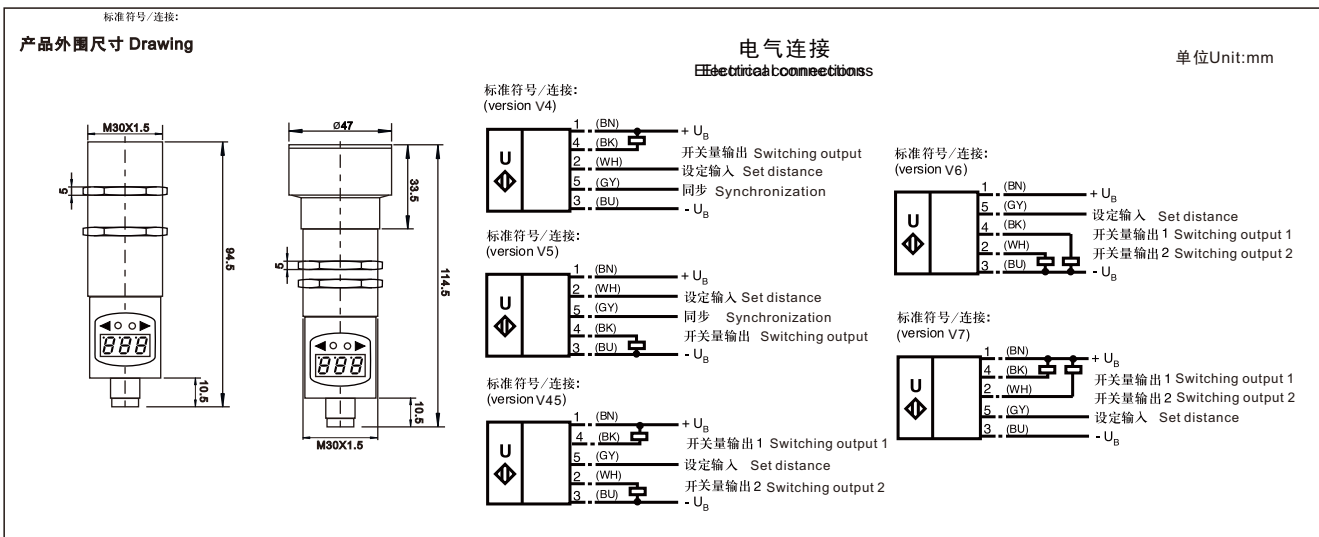 标准符号/连接:
产品外围尺寸 Drawing
电气连接
Electrical connections
单位Unit:mm
M30X1.5
5
94.5
888
10.5
ø47
33.5
5
114.5
888
10.5
M30X1.5
标准符号/连接:
(version V4)
U
1 (BN) + UB
4 (BK) 开关量输出 Switching output
2 (WH) 设定输入 Set distance
5 (GY) 同步 Synchronization
3 (BU) - UB
标准符号/连接:
(version V5)
U
1 (BN) + UB
2 (WH) 设定输入 Set distance
5 (GY) 同步 Synchronization
4 (BK) 开关量输出 Switching output
3 (BU) - UB
标准符号/连接:
(version V45)
U
1 (BN) + UB
4 (BK) 开关量输出1 Switching output 1
5 (GY) 设定输入 Set distance
2 (WH) 开关量输出2 Switching output 2
3 (BU) - UB
标准符号/连接:
(version V6)
U
1 (BN) + UB
5 (GY) 设定输入 Set distance
4 (BK) 开关量输出1 Switching output 1
2 (WH) 开关量输出2 Switching output 2
3 (BU) - UB
标准符号/连接:
(version V7)
U
1 (BN) + UB
4 (BK) 开关量输出1 Switching output 1
2 (WH) 开关量输出2 Switching output 2
5 (GY) 设定输入 Set distance
3 (BU) - UB